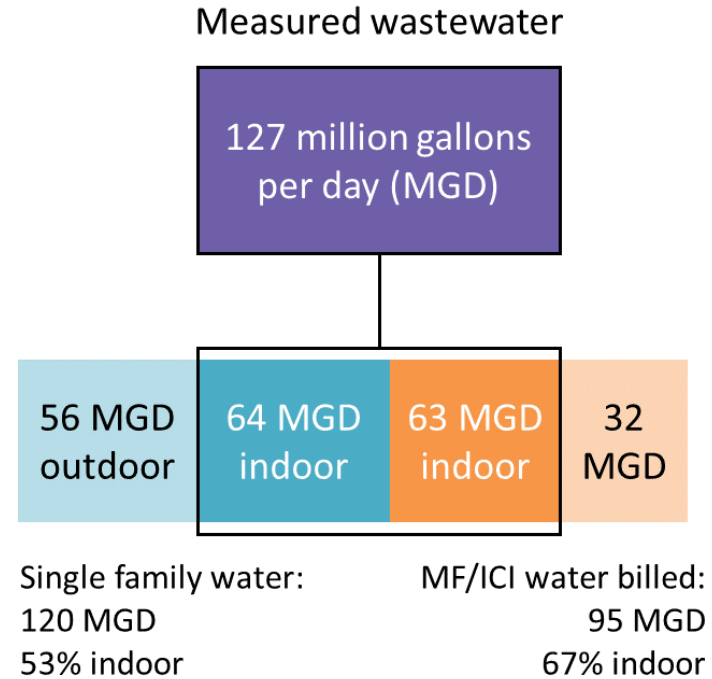 Measured wastewater
127 million gallons
per day (MGD)
56 MGD
outdoor
64 MGD
indoor
63 MGD
indoor
32
MGD
Single family water:
120 MGD
53% indoor
MF/ICI water billed:
95 MGD
67% indoor